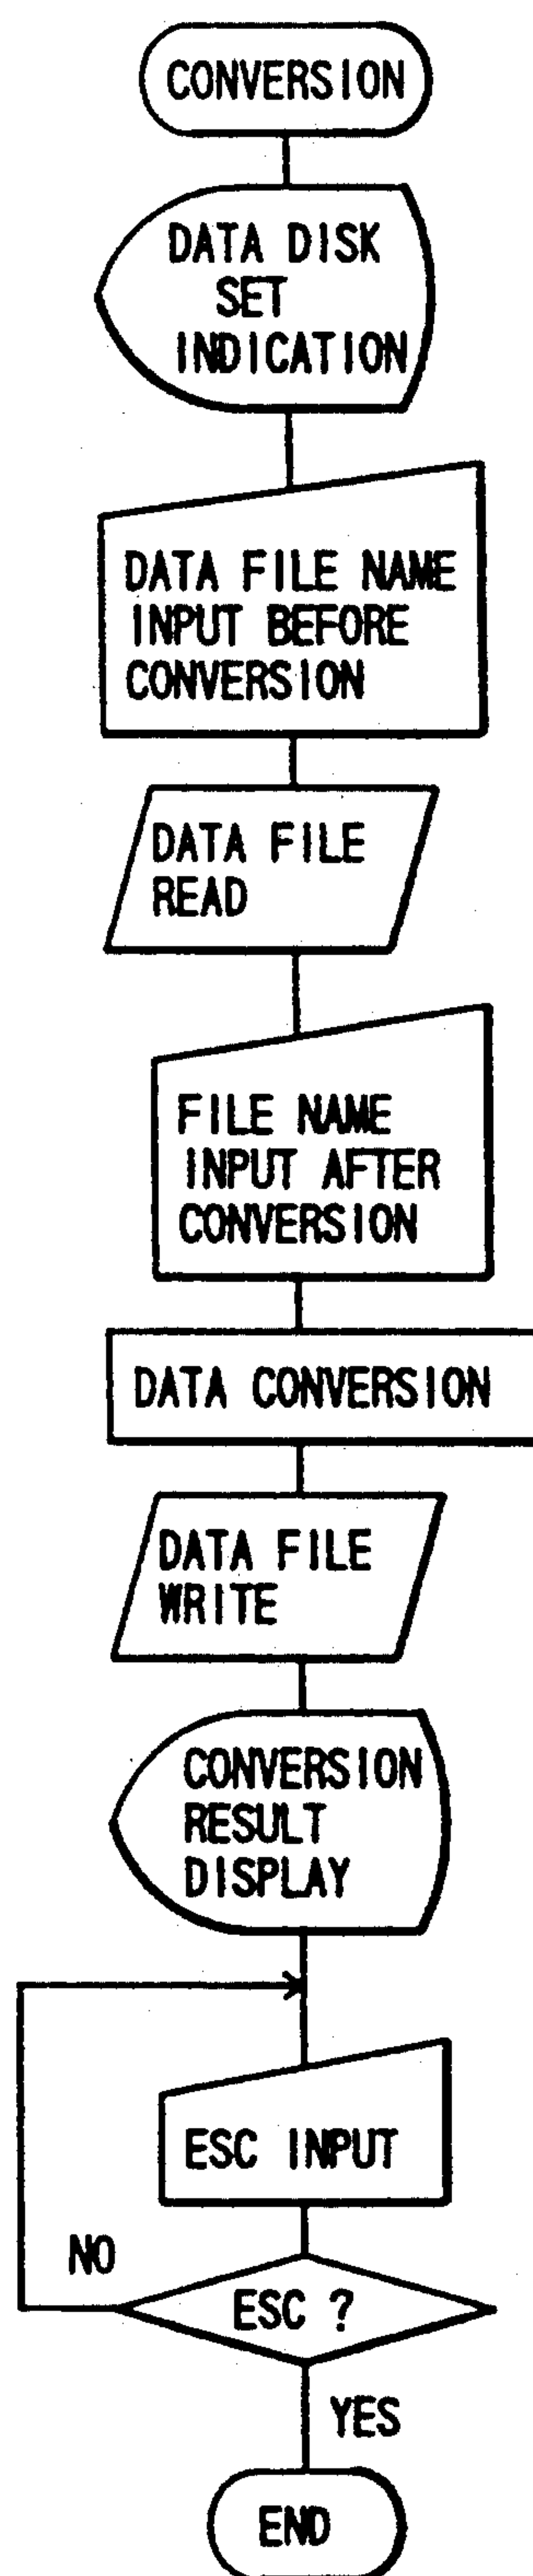 CONVERSION
DATA DISK
SET
INDICATION
DATA FILE NAME
INPUT BEFORE
CONVERSION
DATA FILE
READ
FILE NAME
INPUT AFTER
CONVERSION
DATA CONVERSION
DATA FILE
WRITE
CONVERSION
RESULT
DISPLAY
ESC INPUT
NO
ESC ?
YES
END